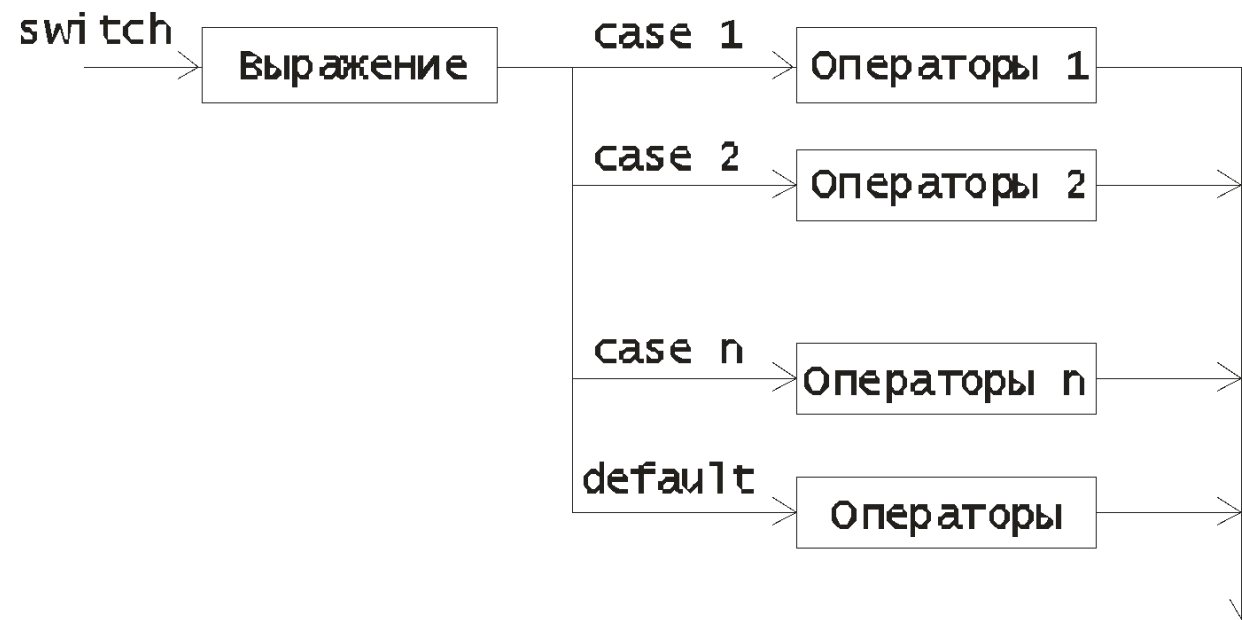 switch
Выражение
case 1
Операторы 1
case 2
Операторы 2
case n
Операторы n
default
Операторы